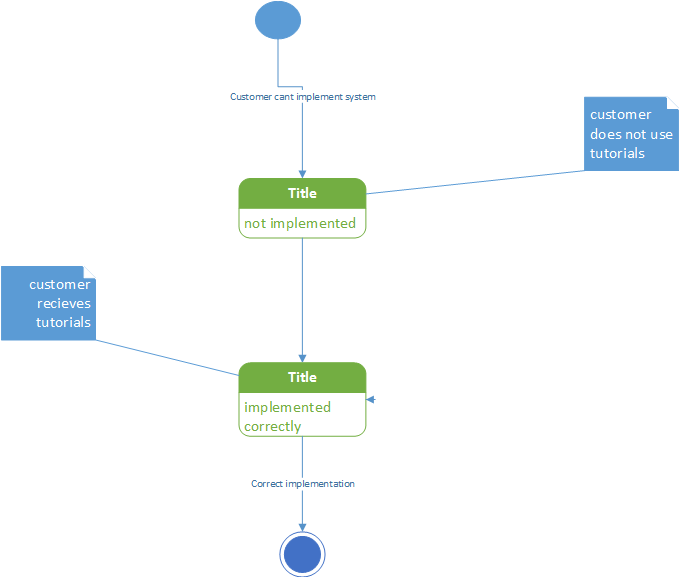 Customer cant implement system
customer
does not use
tutorials
Title
not implemented
customer
recieves
tutorials
Title
implemented
correctly
Correct implementation